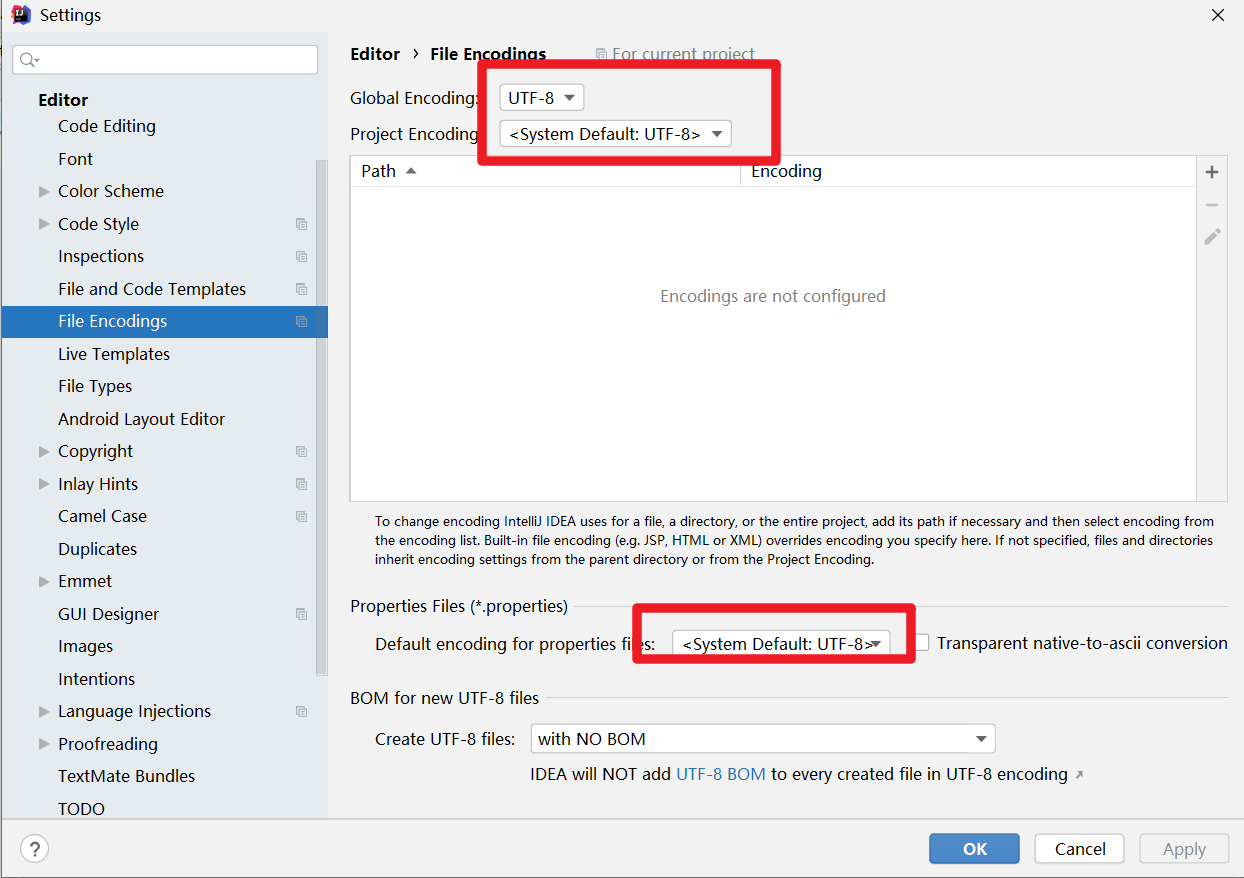 Settings
Editor
Code Editing
Font
Color Scheme
Code Style
Inspections
File and Code Templates
File Encodings
Live Templates
File Types
Android Layout Editor
Copyright
Inlay Hints
Camel Case
Duplicates
Emmet
GUI Designer
Images
Intentions
Language Injections
Proofreading
TextMate Bundles
TODO
Editor › File Encodings
For current project
Global Encoding: UTF-8
Project Encoding <System Default: UTF-8>
Path Encoding
Encodings are not configured
To change encoding IntelliJ IDEA uses for a file, a directory, or the entire project, add its path if necessary and then select encoding from
the encoding list. Built-in file encoding (e.g. JSP, HTML or XML) overrides encoding you specify here. If not specified, files and directories
inherit encoding settings from the parent directory or from the Project Encoding.
Properties Files (*.properties)
Default encoding for properties files: <System Default: UTF-8> Transparent native-to-ascii conversion
BOM for new UTF-8 files
Create UTF-8 files: with NO BOM
IDEA will NOT add UTF-8 BOM to every created file in UTF-8 encoding ↗
?
OK Cancel Apply